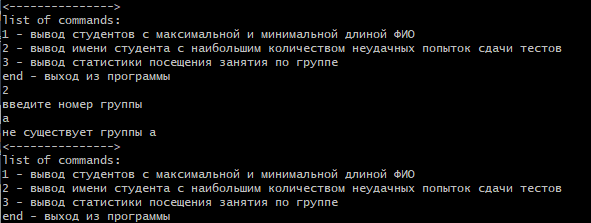 <--------------->
list of commands:
1 - вывод студентов с максимальной и минимальной длиной ФИО
2 - вывод имени студента с наибольшим количеством неудачных попыток сдачи тестов
3 - вывод статистики посещения занятия по группе
end - выход из программы
2
введите номер группы
а
не существует группы а
<--------------->
list of commands:
1 - вывод студентов с максимальной и минимальной длиной ФИО
2 - вывод имени студента с наибольшим количеством неудачных попыток сдачи тестов
3 - вывод статистики посещения занятия по группе
end - выход из программы